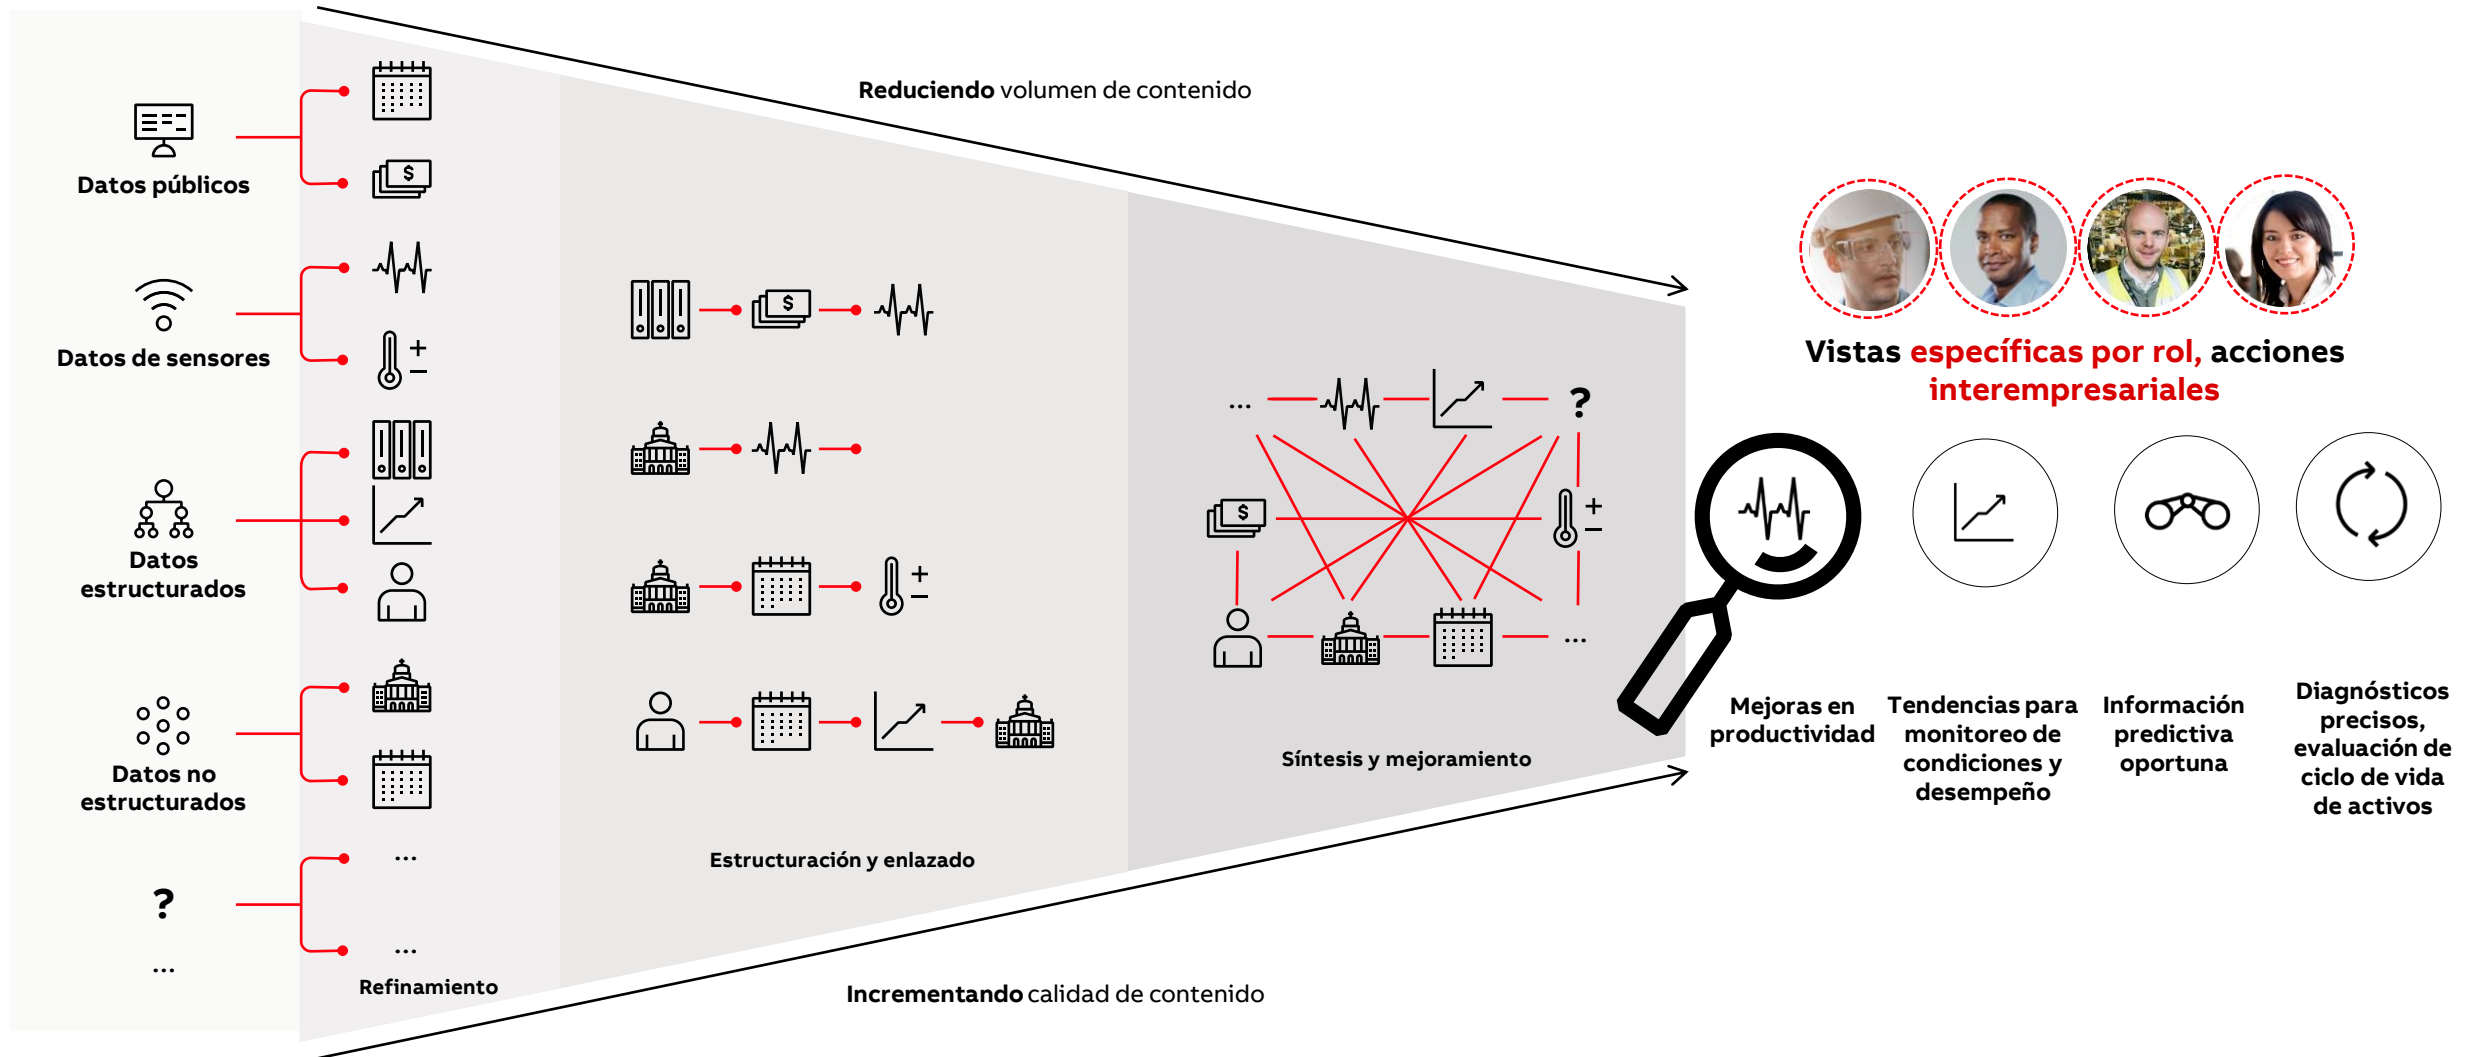 Reduciendo volumen de contenido
Datos públicos
Datos de sensores
Datos
estructurados
Datos no
estructurados
?
...
...
...
Refinamiento
Estructuración y enlazado
...
?
...
Síntesis y mejoramiento
Incrementando calidad de contenido
Vistas específicas por rol, acciones
interempresariales
Mejoras en
productividad
Tendencias para
monitoreo de
condiciones y
desempeño
Información
predictiva
oportuna
Diagnósticos
precisos,
evaluación de
ciclo de vida
de activos